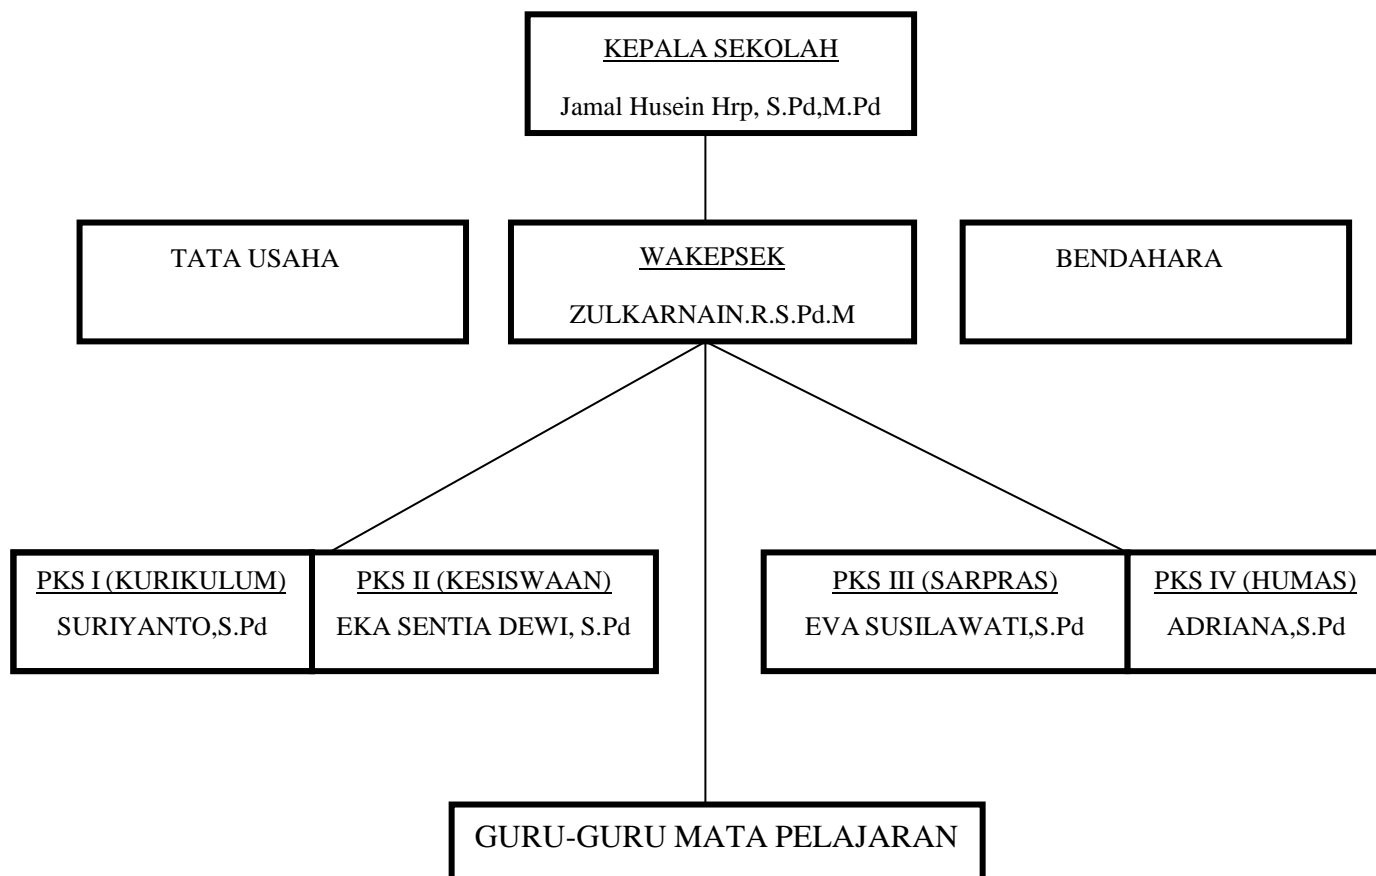 KEPALA SEKOLAH
Jamal Husein Hrp, S.Pd,M.Pd
TATA USAHA
WAKEPSEK
ZULKARNAIN.R.S.Pd.M
BENDAHARA
PKS I (KURIKULUM)
SURIYANTO,S.Pd
PKS II (KESISWAAN)
EKA SENTIA DEWI, S.Pd
PKS III (SARPRAS)
EVA SUSILAWATI,S.Pd
PKS IV (HUMAS)
ADRIANA,S.Pd
GURU-GURU MATA PELAJARAN